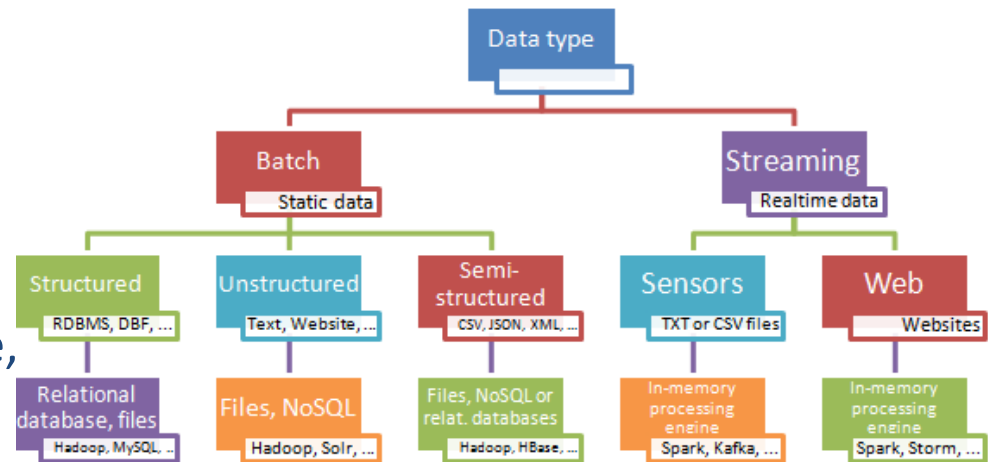 Data type
Batch
Static data
Streaming
Realtime data
Structured
RDBMS, DBF, ...
Unstructured
Text, Website, ...
Semi-
structured
CSV, JSON, XML, ...
Sensors
TXT or CSV files
Web
Websites
e,
Relational
database, files
Hadoop, MySQL, ...
Files, NoSQL
Hadoop, Solr, ...
Files, NoSQL or
relat. databases
Hadoop, HBase, ...
In-memory
processing
engine
Spark, Kafka, ...
In-memory
processing
engine
Spark, Storm, ...